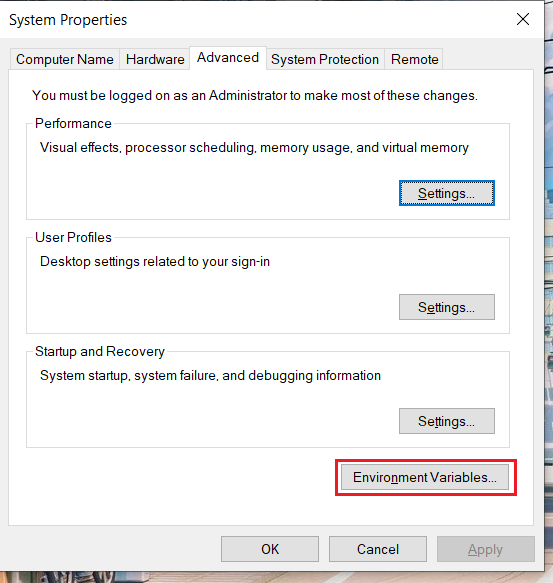 System Properties
Computer Name Hardware Advanced System Protection Remote
You must be logged on as an Administrator to make most of these changes.
Performance
Visual effects, processor scheduling, memory usage, and virtual memory
Settings...
User Profiles
Desktop settings related to your sign-in
Settings...
Startup and Recovery
System startup, system failure, and debugging information
Settings...
Environment Variables...
OK Cancel Apply